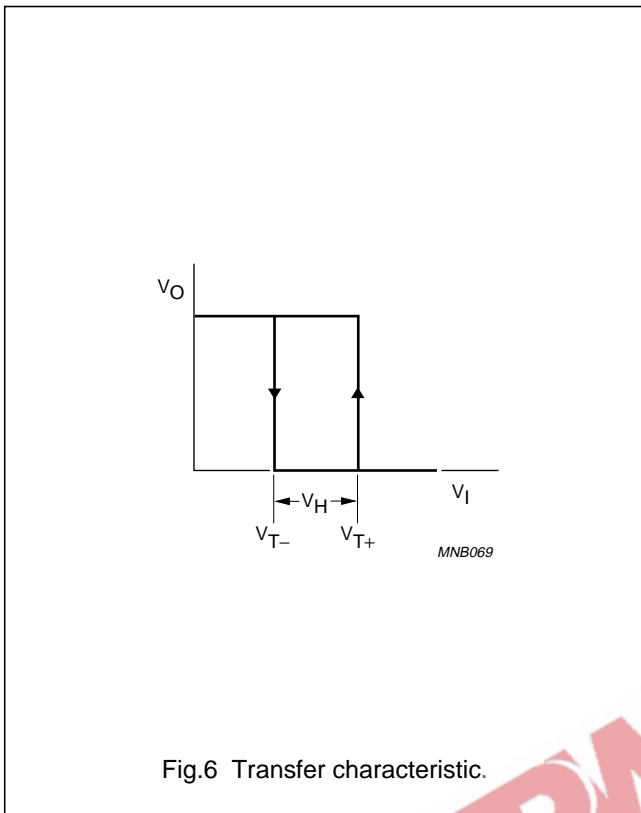 VO
VI
VH
VT− VT+
MNB069
Fig.6 Transfer characteristic.